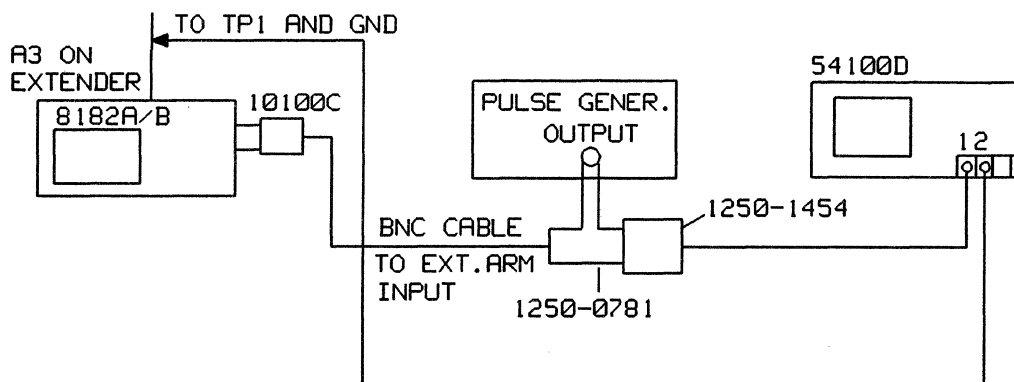 TO TP1 AND GND
A3 ON
EXTENDER
8182A/B
10100C
PULSE GENER.
OUTPUT
54100D
1 2
1250-1454
BNC CABLE
TO EXT.ARM
INPUT
1250-0781